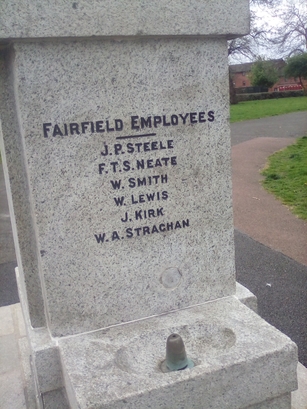 FAIRFIELD EMPLOYEES
J. P. STEELE
F. T. S. NEATE
W. SMITH
W. LEWIS
J. KIRK
W. A. STRACHAN